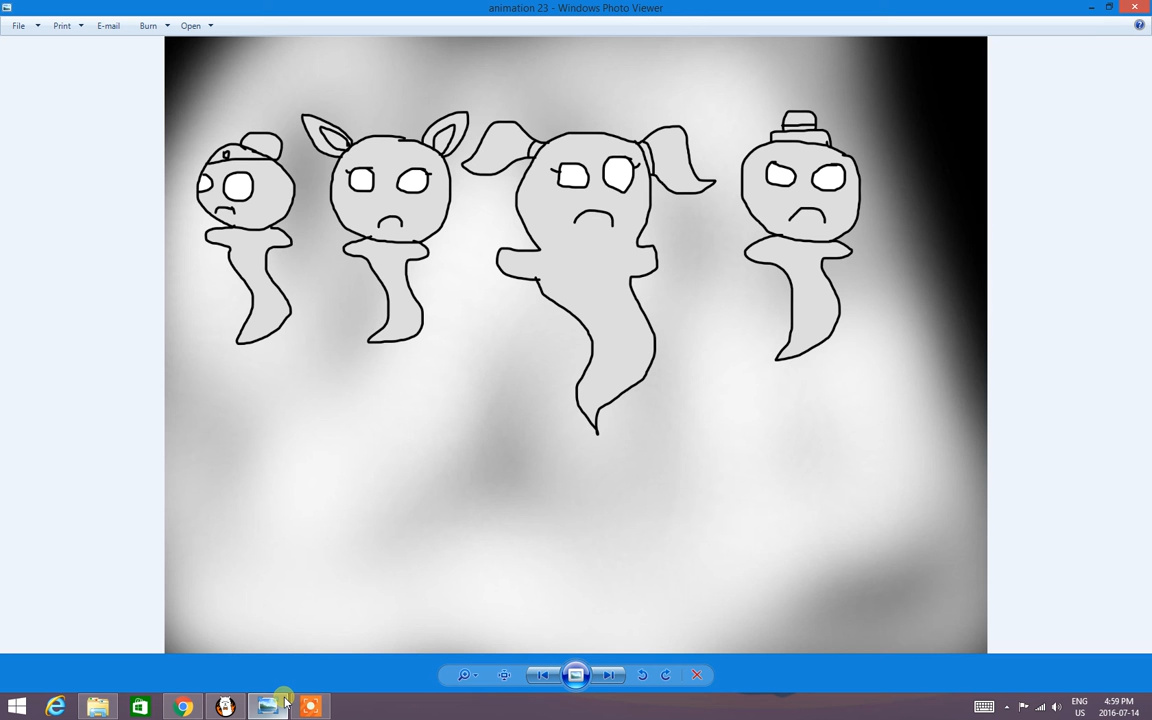 animation 23 - Windows Photo Viewer
File Print E-mail Burn Open
ENG 4:59 PM
US 2016-07-14